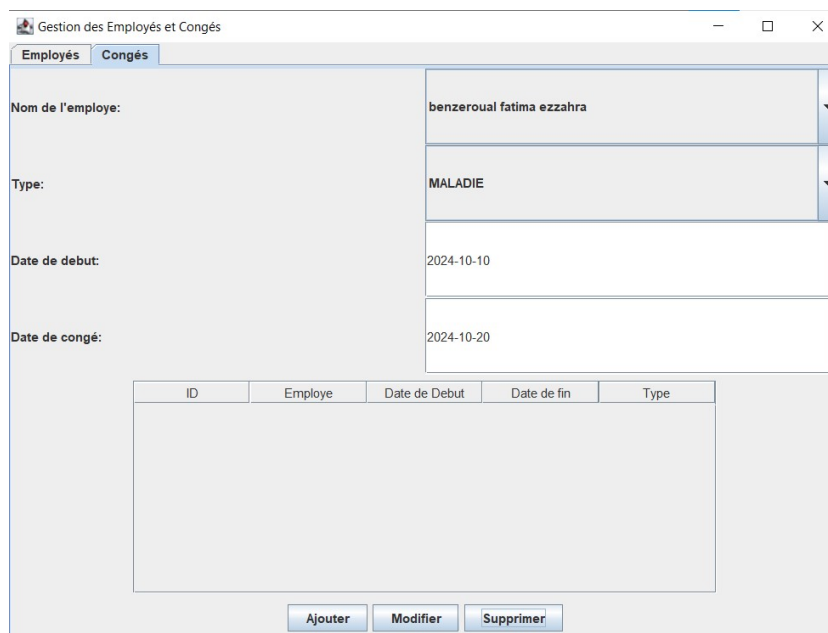 Gestion des Employés et Congés
Employés Congés
Nom de l'employe: benzeroual fatima ezzahra
Type: MALADIE
Date de debut: 2024-10-10
Date de congé: 2024-10-20
ID Employe Date de Debut Date de fin Type
Ajouter Modifier Supprimer